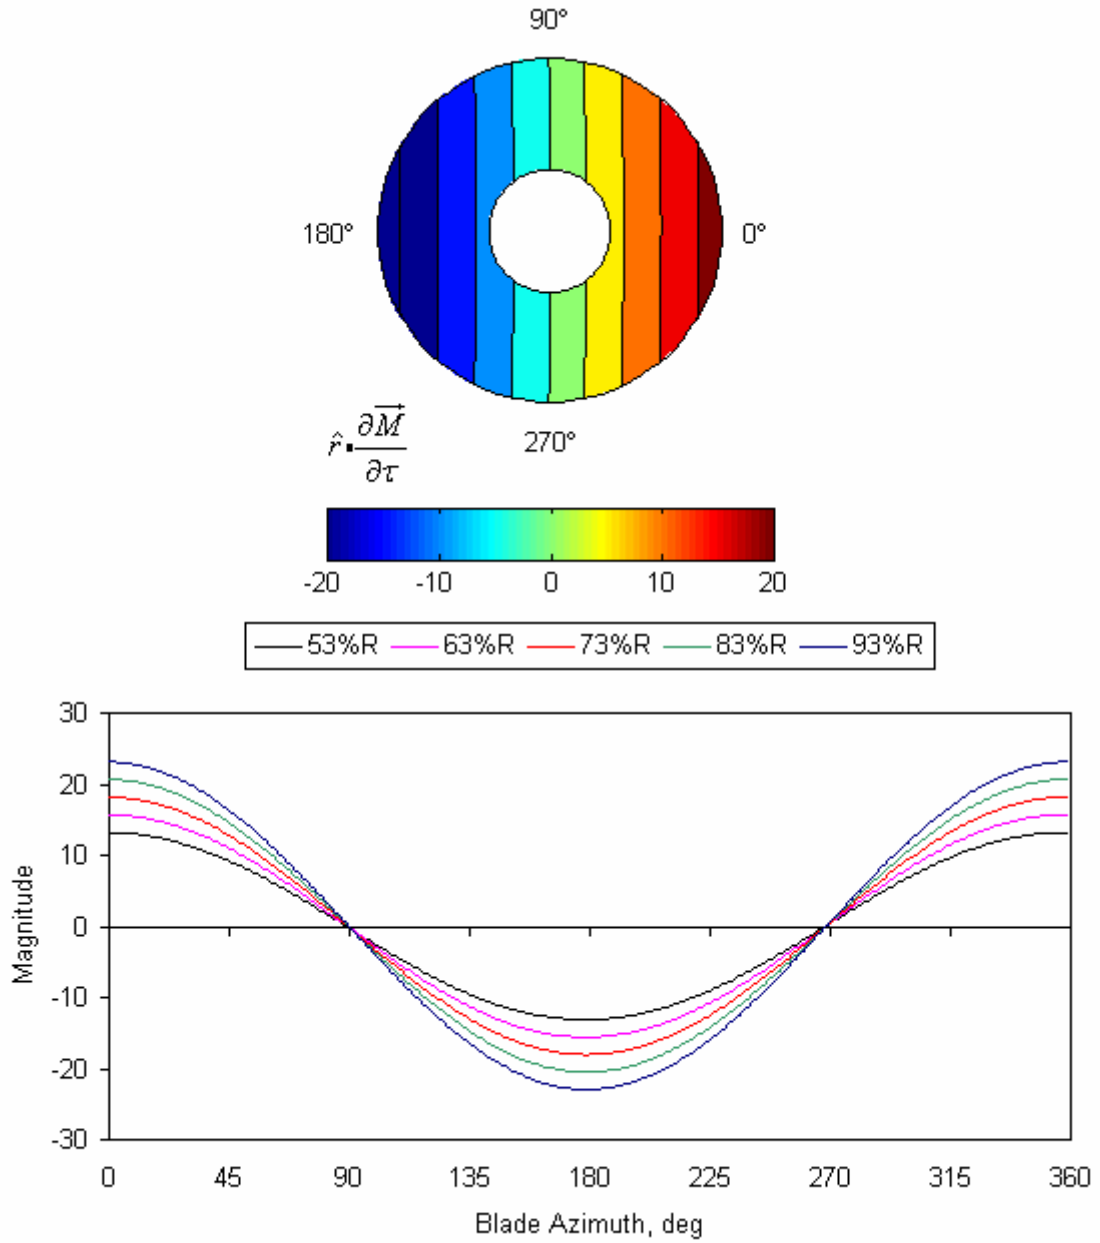 90°
180°
0°
270°
r̂ · ∂M⃗/∂τ
-20 -10 0 10 20
53%R 63%R 73%R 83%R 93%R
30
20
10
0
-10
-20
-30
Magnitude
0 45 90 135 180 225 270 315 360
Blade Azimuth, deg